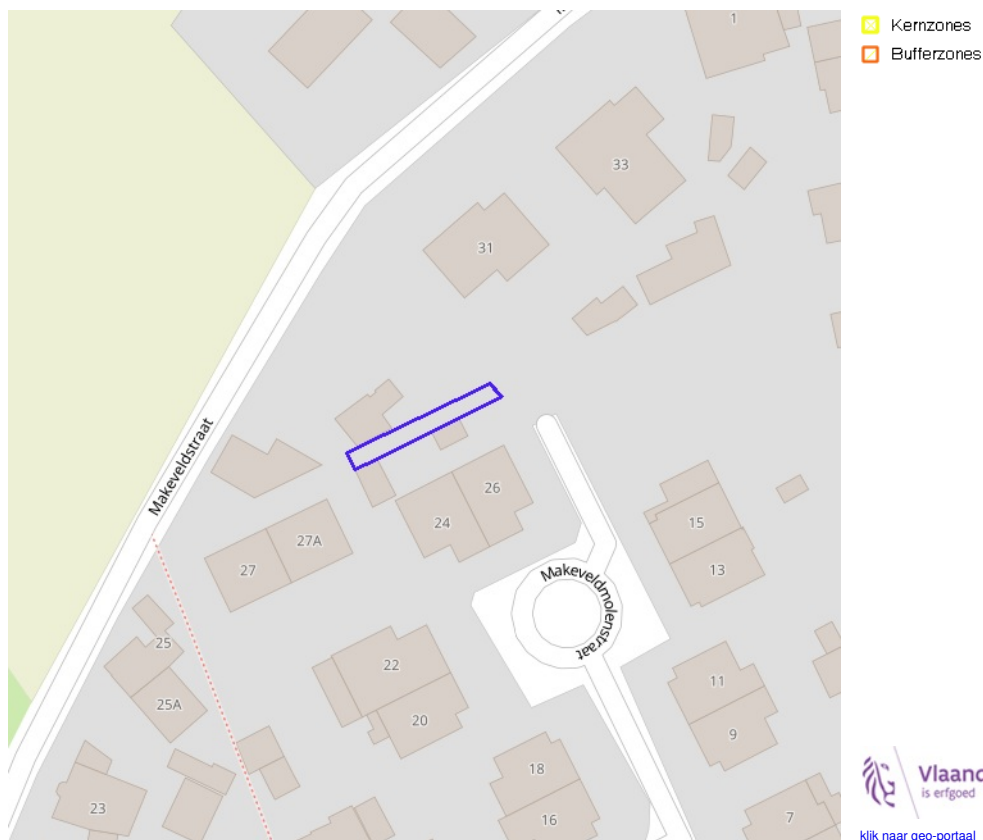 1
Kernzones
Bufferzones
33
31
Makeveldstraat
26
24
15
27A
27
13
Makeveldmolenstraat
25
22
11
25A
20
9
18
23
16
7
Vlaand
is erfgoed
klik naar geo-portaal